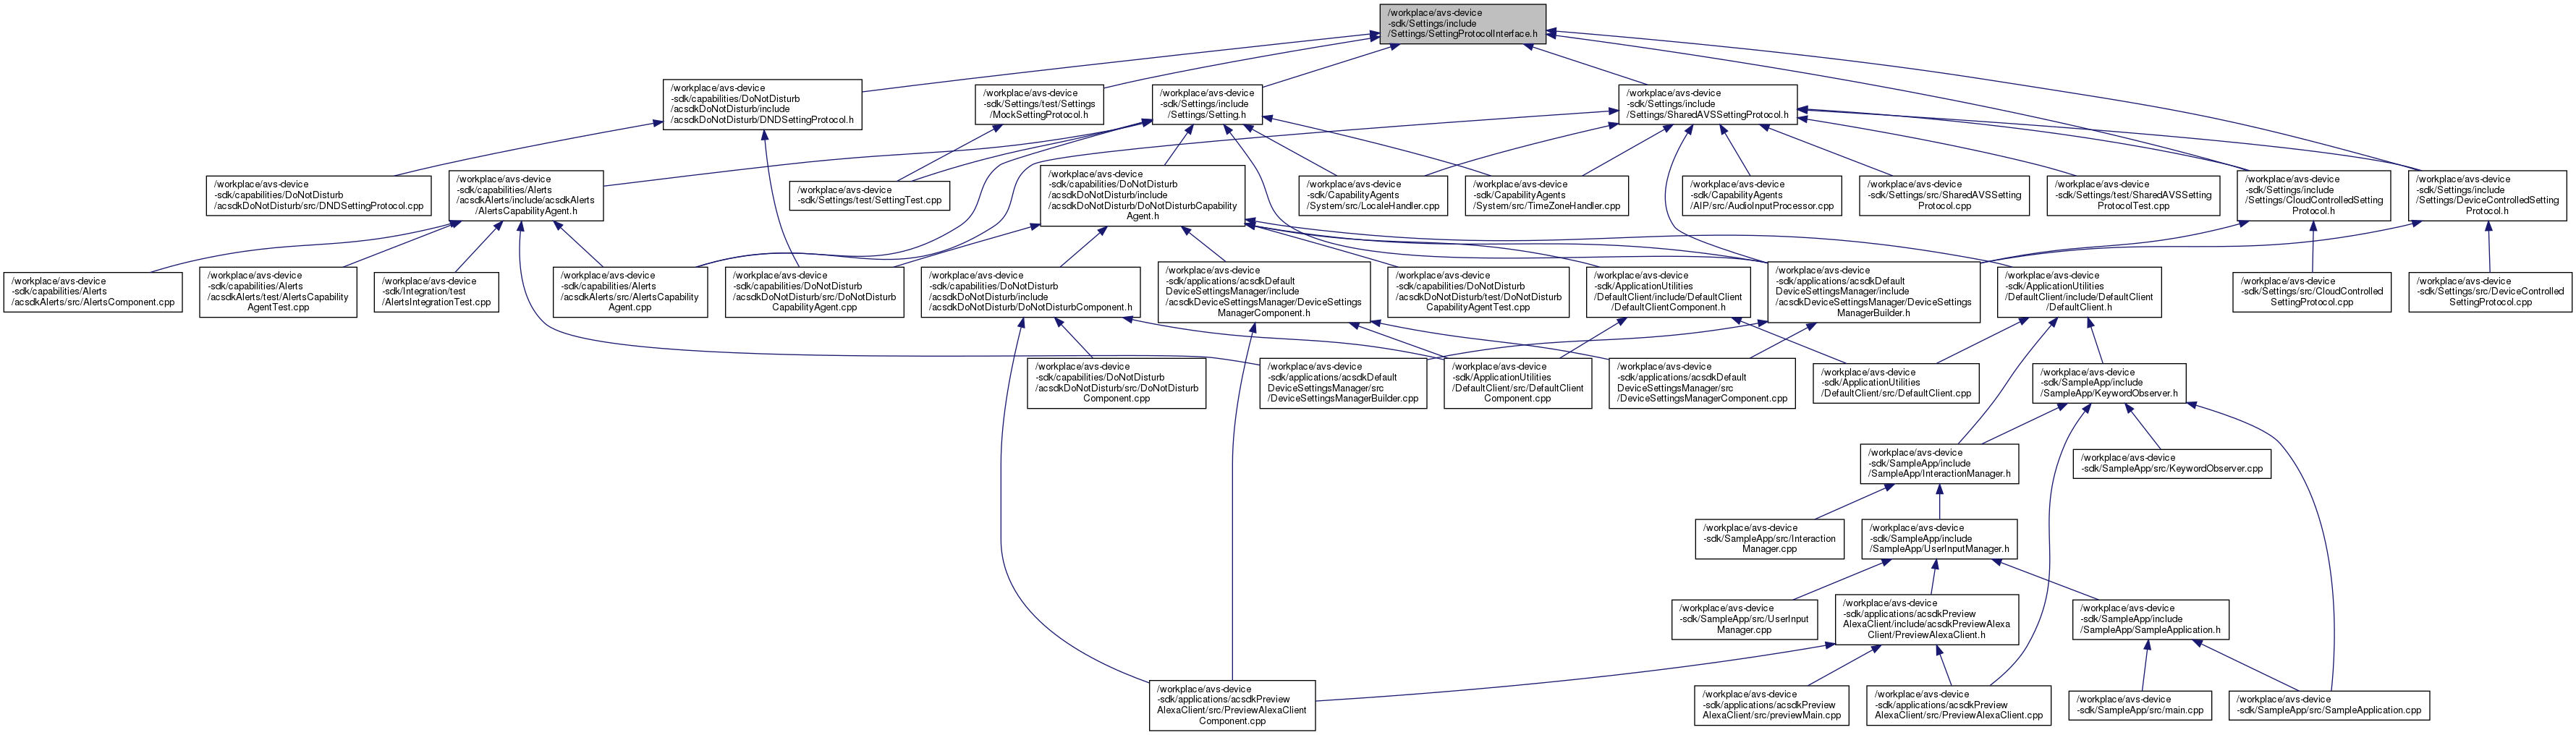 /workplace/avs-device
-sdk/Settings/include
/Settings/SettingProtocolInterface.h
/workplace/avs-device
-sdk/capabilities/DoNotDisturb
/acsdkDoNotDisturb/include
/acsdkDoNotDisturb/DNDSettingProtocol.h
/workplace/avs-device
-sdk/Settings/test/Settings
/MockSettingProtocol.h
/workplace/avs-device
-sdk/Settings/include
/Settings/Setting.h
/workplace/avs-device
-sdk/Settings/include
/Settings/SharedAVSSettingProtocol.h
/workplace/avs-device
-sdk/capabilities/DoNotDisturb
/acsdkDoNotDisturb/src/DNDSettingProtocol.cpp
/workplace/avs-device
-sdk/capabilities/Alerts
/acsdkAlerts/include/acsdkAlerts
/AlertsCapabilityAgent.h
/workplace/avs-device
-sdk/Settings/test/SettingTest.cpp
/workplace/avs-device
-sdk/capabilities/DoNotDisturb
/acsdkDoNotDisturb/include
/acsdkDoNotDisturb/DoNotDisturbCapability
Agent.h
/workplace/avs-device
-sdk/CapabilityAgents
/System/src/LocaleHandler.cpp
/workplace/avs-device
-sdk/CapabilityAgents
/System/src/TimeZoneHandler.cpp
/workplace/avs-device
-sdk/CapabilityAgents
/AIP/src/AudioInputProcessor.cpp
/workplace/avs-device
-sdk/Settings/src/SharedAVSSetting
Protocol.cpp
/workplace/avs-device
-sdk/Settings/test/SharedAVSSetting
ProtocolTest.cpp
/workplace/avs-device
-sdk/Settings/include
/Settings/CloudControlledSetting
Protocol.h
/workplace/avs-device
-sdk/Settings/include
/Settings/DeviceControlledSetting
Protocol.h
/workplace/avs-device
-sdk/capabilities/Alerts
/acsdkAlerts/src/AlertsComponent.cpp
/workplace/avs-device
-sdk/capabilities/Alerts
/acsdkAlerts/test/AlertsCapability
AgentTest.cpp
/workplace/avs-device
-sdk/Integration/test
/AlertsIntegrationTest.cpp
/workplace/avs-device
-sdk/capabilities/Alerts
/acsdkAlerts/src/AlertsCapability
Agent.cpp
/workplace/avs-device
-sdk/capabilities/DoNotDisturb
/acsdkDoNotDisturb/src/DoNotDisturb
CapabilityAgent.cpp
/workplace/avs-device
-sdk/capabilities/DoNotDisturb
/acsdkDoNotDisturb/include
/acsdkDoNotDisturb/DoNotDisturbComponent.h
/workplace/avs-device
-sdk/applications/acsdkDefault
DeviceSettingsManager/include
/acsdkDeviceSettingsManager/DeviceSettings
ManagerComponent.h
/workplace/avs-device
-sdk/capabilities/DoNotDisturb
/acsdkDoNotDisturb/test/DoNotDisturb
CapabilityAgentTest.cpp
/workplace/avs-device
-sdk/ApplicationUtilities
/DefaultClient/include/DefaultClient
/DefaultClientComponent.h
/workplace/avs-device
-sdk/applications/acsdkDefault
DeviceSettingsManager/include
/acsdkDeviceSettingsManager/DeviceSettings
ManagerBuilder.h
/workplace/avs-device
-sdk/ApplicationUtilities
/DefaultClient/include/DefaultClient
/DefaultClient.h
/workplace/avs-device
-sdk/Settings/src/CloudControlled
SettingProtocol.cpp
/workplace/avs-device
-sdk/Settings/src/DeviceControlled
SettingProtocol.cpp
/workplace/avs-device
-sdk/capabilities/DoNotDisturb
/acsdkDoNotDisturb/src/DoNotDisturb
Component.cpp
/workplace/avs-device
-sdk/applications/acsdkDefault
DeviceSettingsManager/src
/DeviceSettingsManagerBuilder.cpp
/workplace/avs-device
-sdk/ApplicationUtilities
/DefaultClient/src/DefaultClient
Component.cpp
/workplace/avs-device
-sdk/applications/acsdkDefault
DeviceSettingsManager/src
/DeviceSettingsManagerComponent.cpp
/workplace/avs-device
-sdk/ApplicationUtilities
/DefaultClient/src/DefaultClient.cpp
/workplace/avs-device
-sdk/SampleApp/include
/SampleApp/KeywordObserver.h
/workplace/avs-device
-sdk/SampleApp/include
/SampleApp/InteractionManager.h
/workplace/avs-device
-sdk/SampleApp/src/KeywordObserver.cpp
/workplace/avs-device
-sdk/SampleApp/src/Interaction
Manager.cpp
/workplace/avs-device
-sdk/SampleApp/include
/SampleApp/UserInputManager.h
/workplace/avs-device
-sdk/SampleApp/src/UserInput
Manager.cpp
/workplace/avs-device
-sdk/applications/acsdkPreview
AlexaClient/include/acsdkPreviewAlexa
Client/PreviewAlexaClient.h
/workplace/avs-device
-sdk/SampleApp/include
/SampleApp/SampleApplication.h
/workplace/avs-device
-sdk/applications/acsdkPreview
AlexaClient/src/PreviewAlexaClient
Component.cpp
/workplace/avs-device
-sdk/applications/acsdkPreview
AlexaClient/src/previewMain.cpp
/workplace/avs-device
-sdk/applications/acsdkPreview
AlexaClient/src/PreviewAlexaClient.cpp
/workplace/avs-device
-sdk/SampleApp/src/main.cpp
/workplace/avs-device
-sdk/SampleApp/src/SampleApplication.cpp